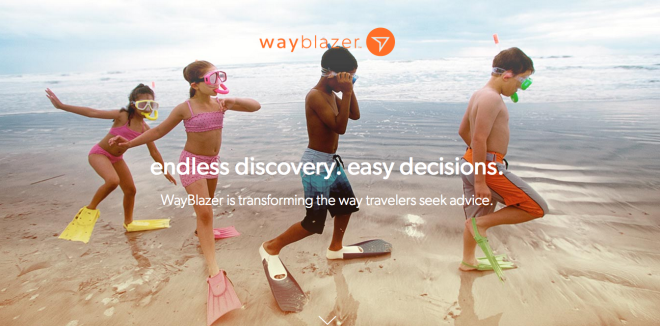 wayblazer.
endless discovery. easy decisions.
WayBlazer is transforming the way travelers seek advice.